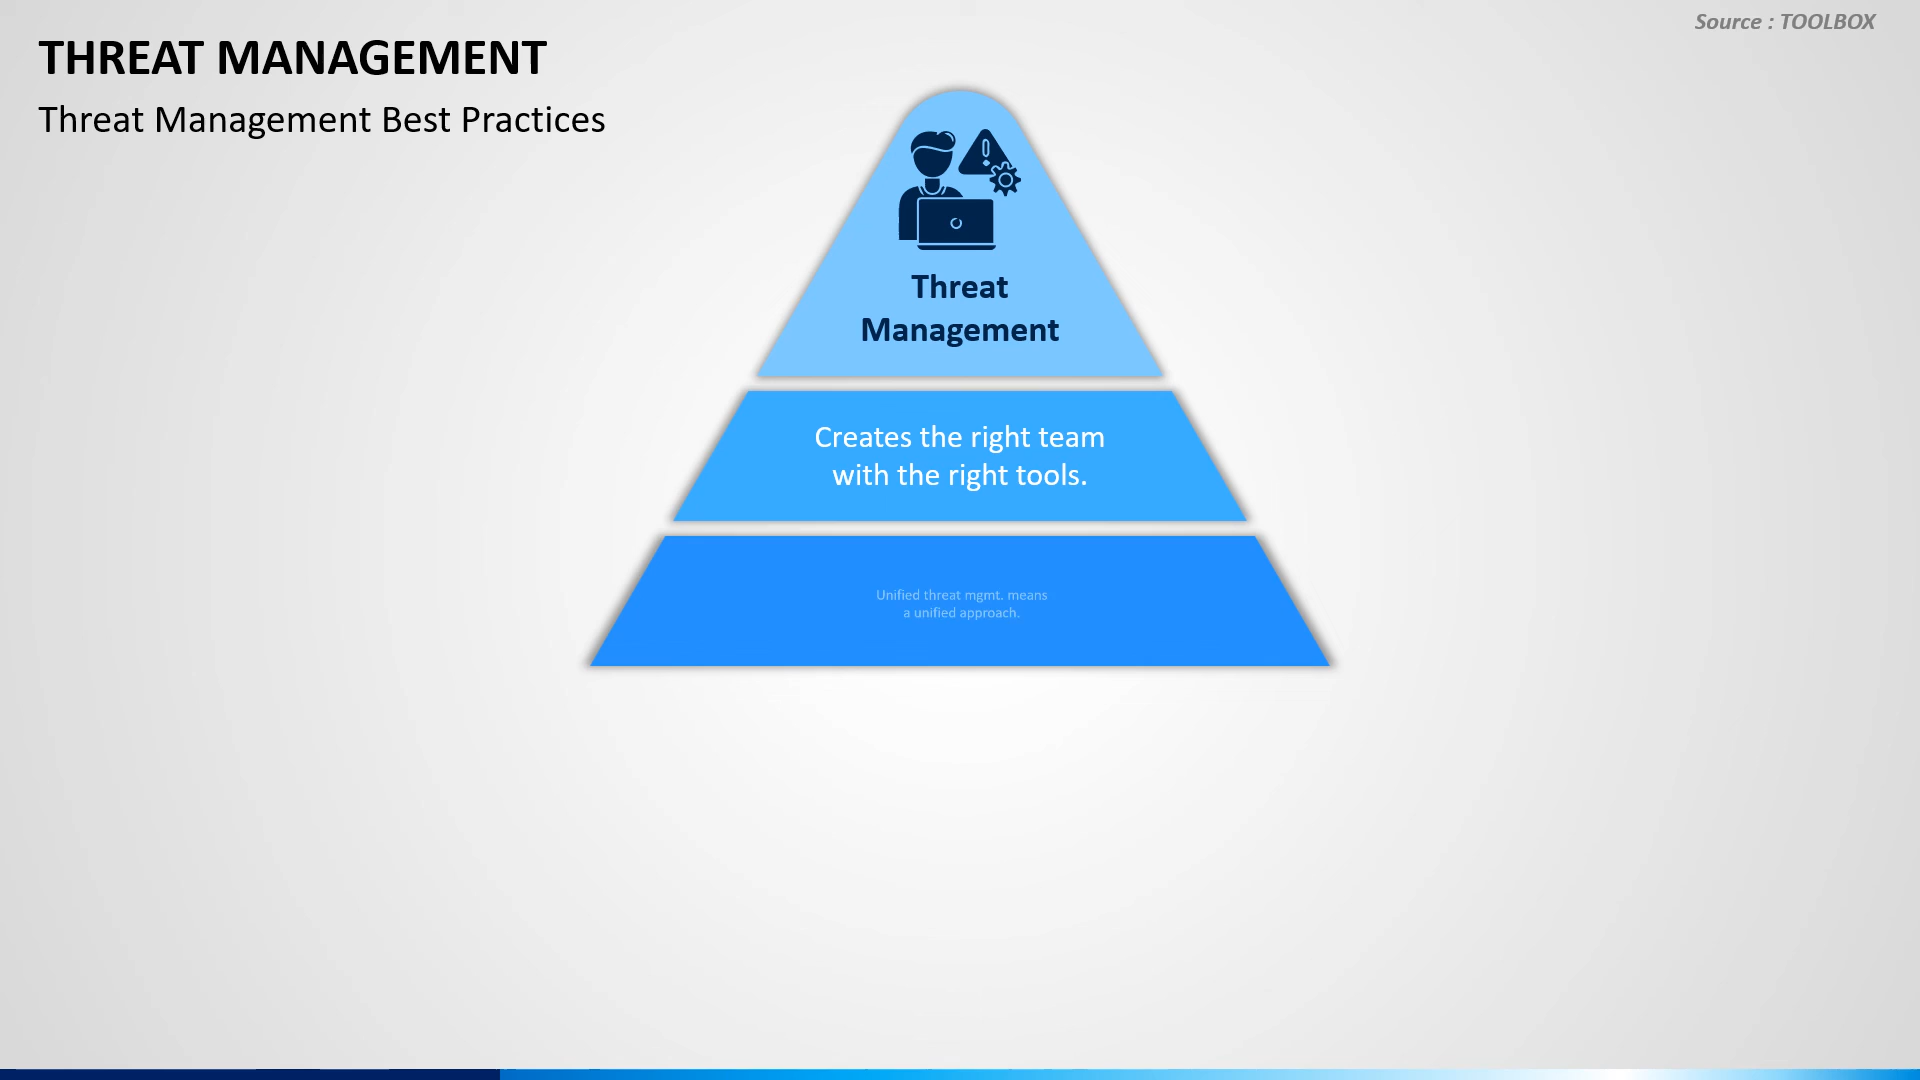 Source : TOOLBOX
THREAT MANAGEMENT
Threat Management Best Practices
Threat
Management
Creates the right team
with the right tools.
Unified threat mgmt. means
a unified approach.